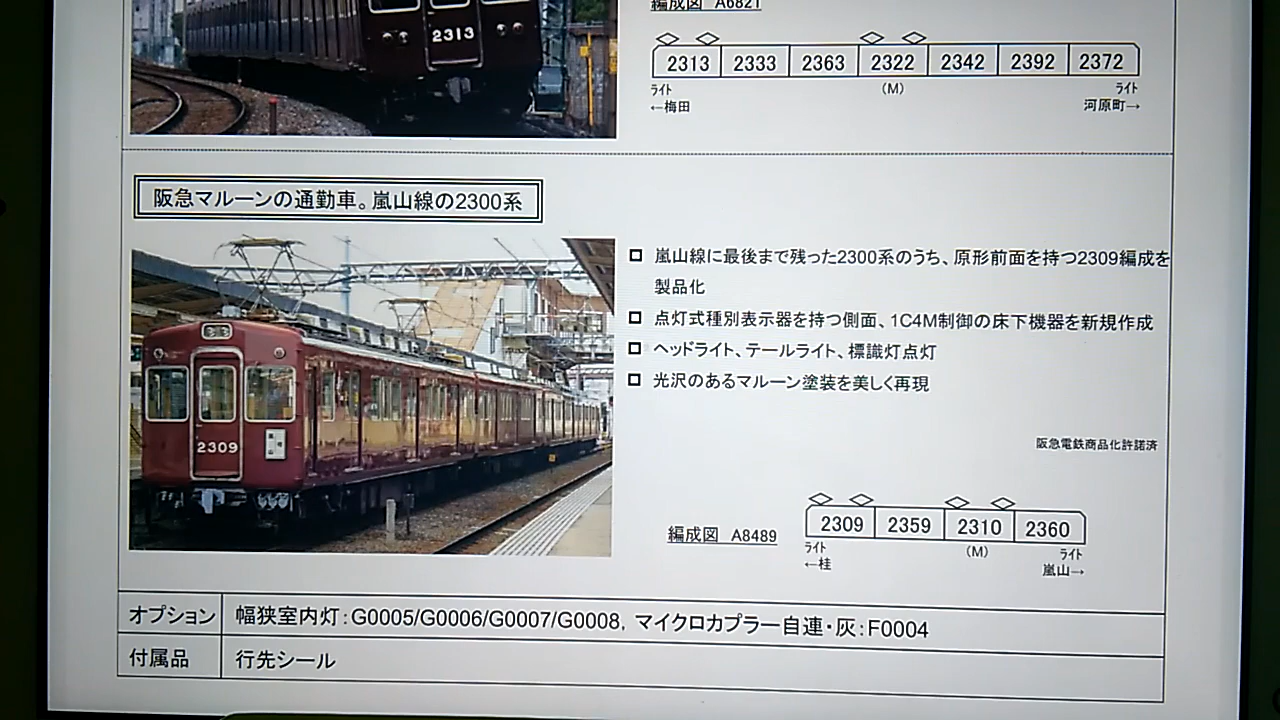 編成図 A6821
2313 2333 2363 2322 2342 2392 2372
ライト (M) ライト
←梅田 河原町→
2313
阪急マルーンの通勤車。嵐山線の2300系
□ 嵐山線に最後まで残った2300系のうち、原形前面を持つ2309編成を
製品化
□ 点灯式種別表示器を持つ側面、1C4M制御の床下機器を新規作成
□ ヘッドライト、テールライト、標識灯点灯
□ 光沢のあるマルーン塗装を美しく再現
2309
阪急電鉄商品化許諾済
編成図 A8489
2309 2359 2310 2360
ライト (M) ライト
←桂 嵐山→
オプション 幅狭室内灯：G0005/G0006/G0007/G0008, マイクロカプラー自連・灰：F0004
付属品 行先シール